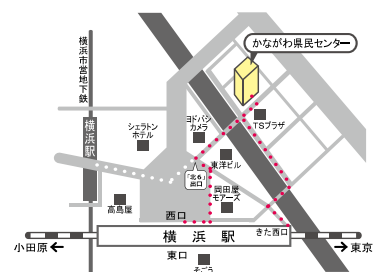 かながわ県民センター
横浜市営地下鉄
横浜駅
シェラトン
ホテル
ヨドバシ
カメラ
TSプラザ
東洋ビル
「北6」
出口
岡田屋
モアーズ
高島屋
西口
きた西口
横浜駅
小田原←
→東京
東口
そごう